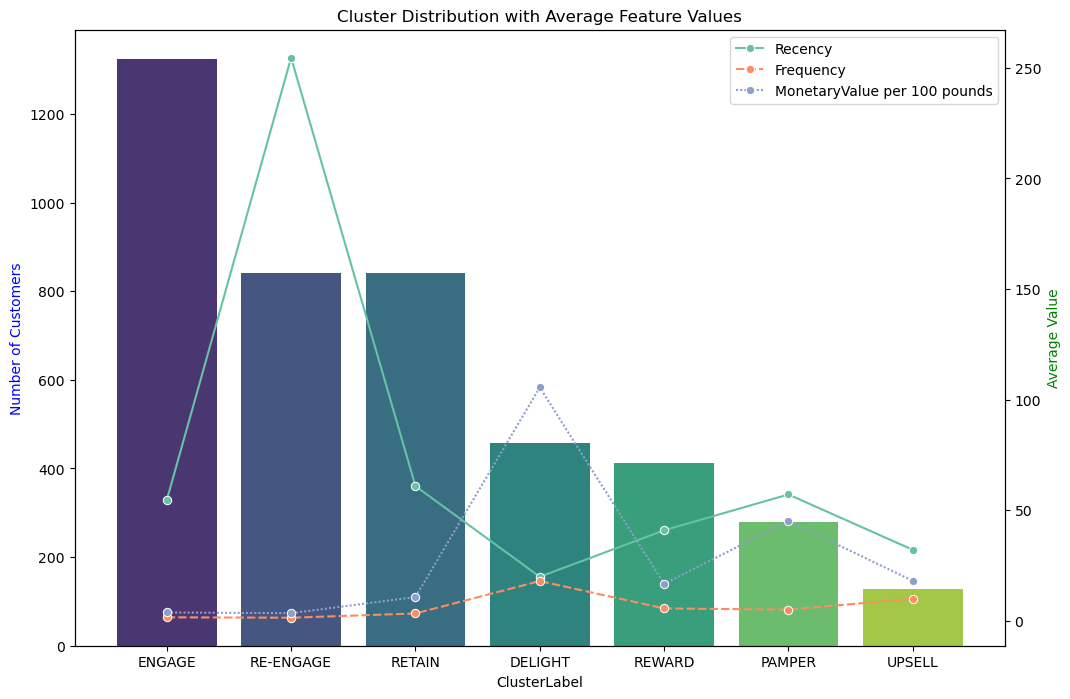 Cluster Distribution with Average Feature Values
Recency
Frequency
MonetaryValue per 100 pounds
Number of Customers
1200
1000
800
600
400
200
0
250
200
150
100
50
0
Average Value
ENGAGE RE-ENGAGE RETAIN DELIGHT REWARD PAMPER UPSELL
ClusterLabel